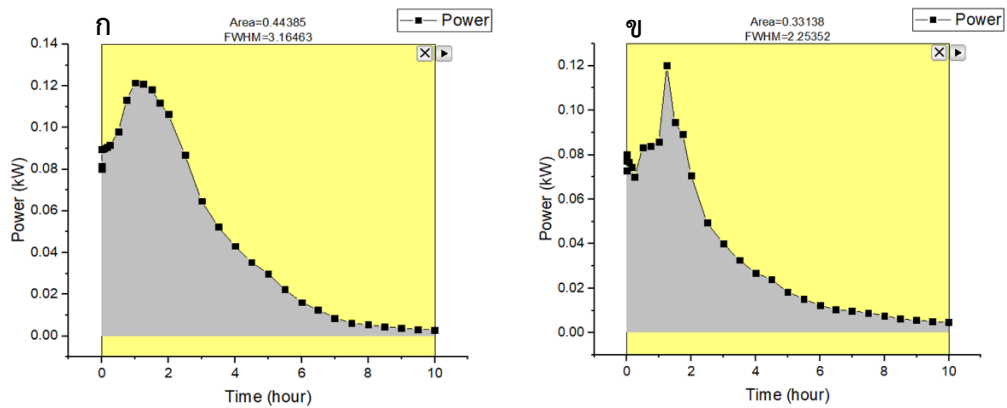 ก
Area=0.44385
FWHM=3.16463
Power
0.14
0.12
0.10
0.08
0.06
0.04
0.02
0.00
Power (kW)
0 2 4 6 8 10
Time (hour)
ข
Area=0.33138
FWHM=2.25352
Power
0.12
0.10
0.08
0.06
0.04
0.02
0.00
Power (kW)
0 2 4 6 8 10
Time (hour)